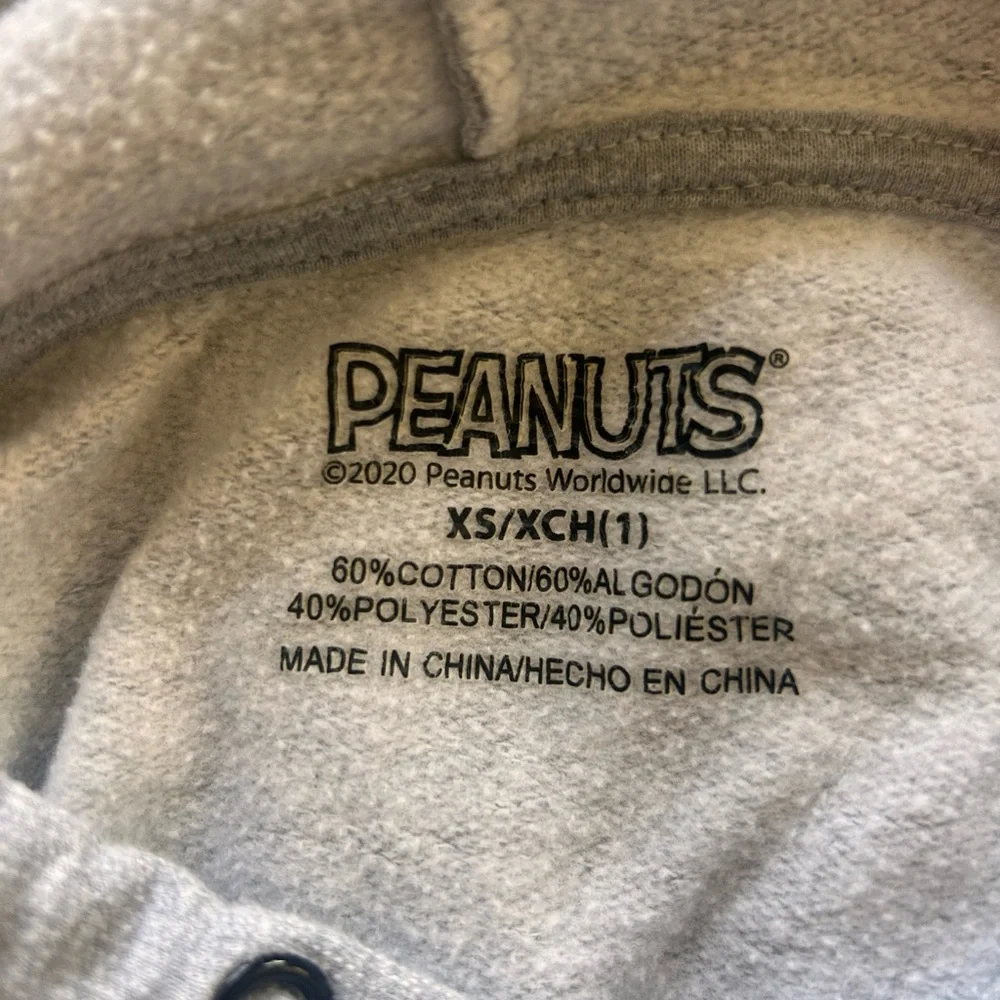 PEANUTS®
©2020 Peanuts Worldwide LLC.
XS/XCH(1)
60%COTTON/60%ALGODÓN
40%POLYESTER/40%POLIÉSTER
MADE IN CHINA/HECHO EN CHINA